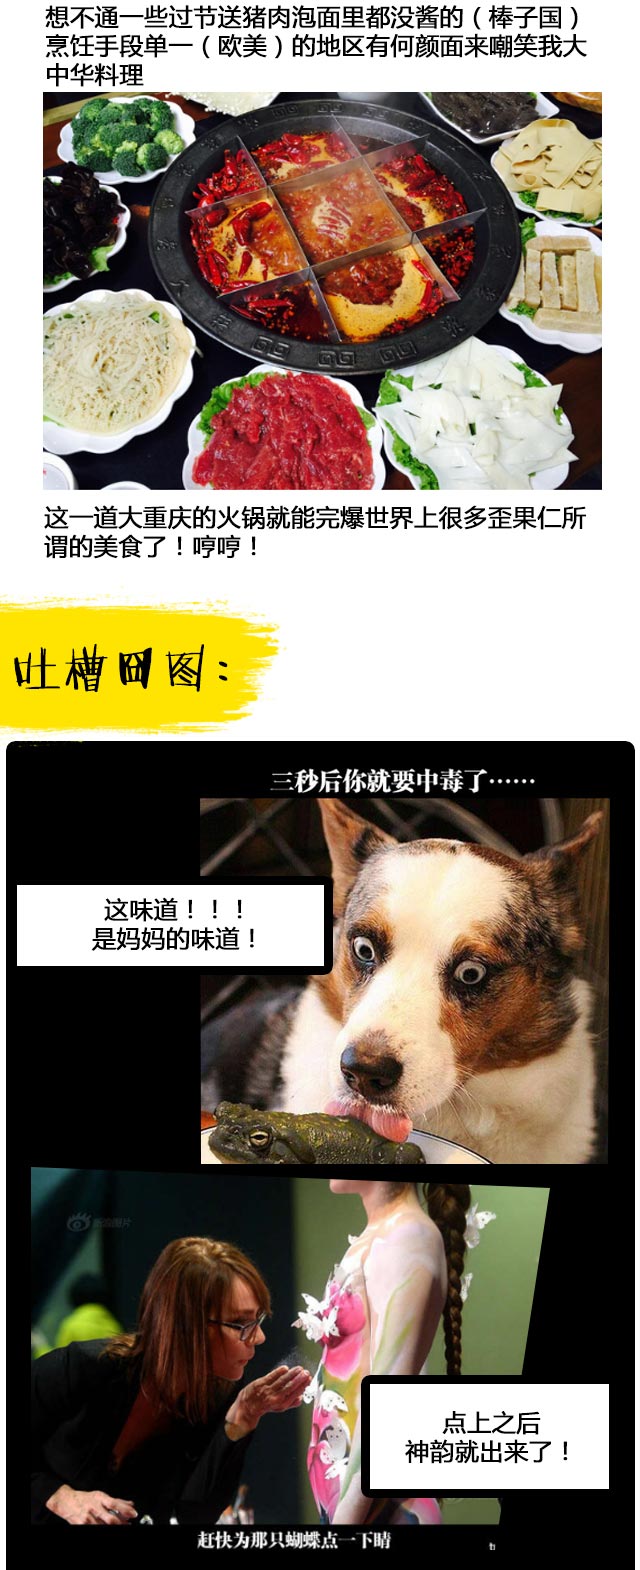 想不通一些过节送猪肉泡面里都没酱的（棒子国）
烹饪手段单一（欧美）的地区有何颜面来嘲笑我大
中华料理
这一道大重庆的火锅就能完爆世界上很多歪果仁所
谓的美食了！哼哼！
吐槽囧图：
三秒后你就要中毒了……
这味道！！！
是妈妈的味道！
新浪图片
点上之后
神韵就出来了！
赶快为那只蝴蝶点一下睛